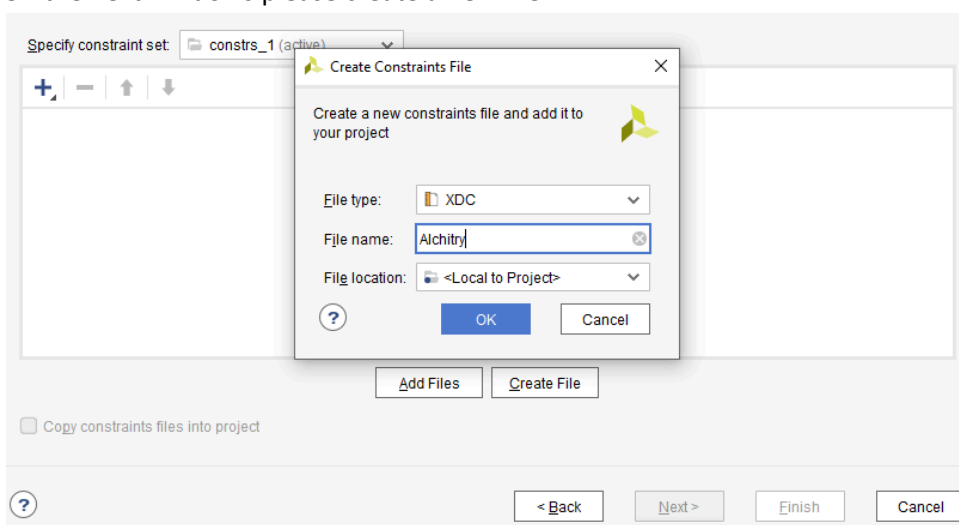 Specify constraint set: constrs_1 (active)
Create Constraints File
Create a new constraints file and add it to
your project
File type: XDC
File name: Alchitry
File location: <Local to Project>
? OK Cancel
Add Files Create File
Copy constraints files into project
? < Back Next > Finish Cancel